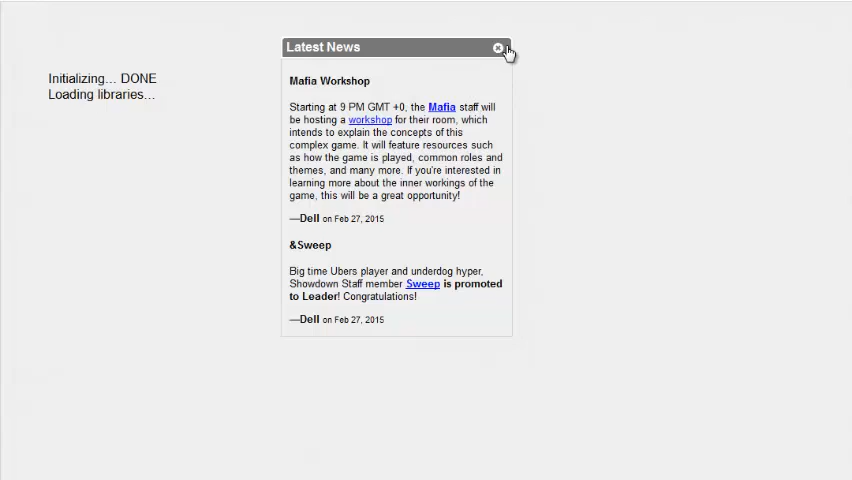 Latest News
Initializing... DONE
Loading libraries...
Mafia Workshop
Starting at 9 PM GMT +0, the Mafia staff will
be hosting a workshop for their room, which
intends to explain the concepts of this
complex game. It will feature resources such
as how the game is played, common roles and
themes, and many more. If you're interested in
learning more about the inner workings of the
game, this will be a great opportunity!
—Dell on Feb 27, 2015
&Sweep
Big time Ubers player and underdog hyper,
Showdown Staff member Sweep is promoted
to Leader! Congratulations!
—Dell on Feb 27, 2015